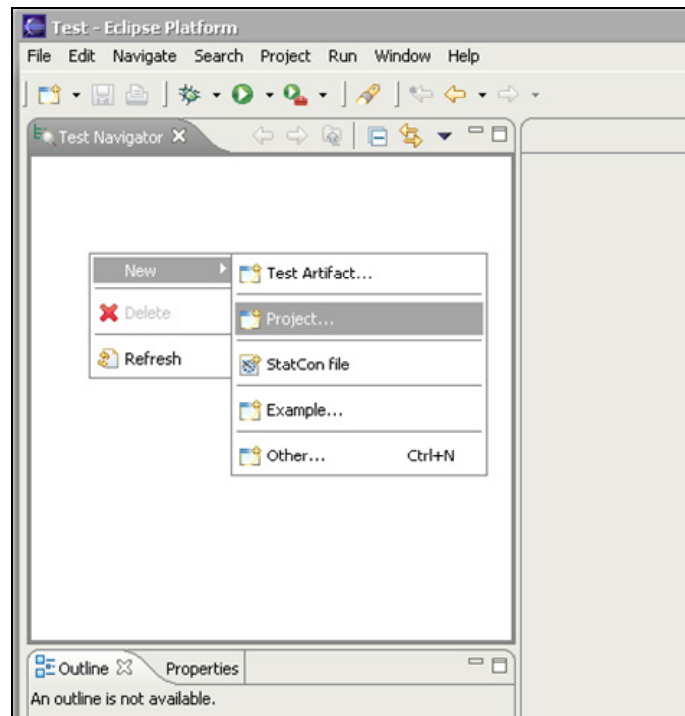 Test - Eclipse Platform
File Edit Navigate Search Project Run Window Help
Test Navigator
New
Test Artifact...
Delete
Project...
Refresh
StatCon file
Example...
Other... Ctrl+N
Outline Properties
An outline is not available.